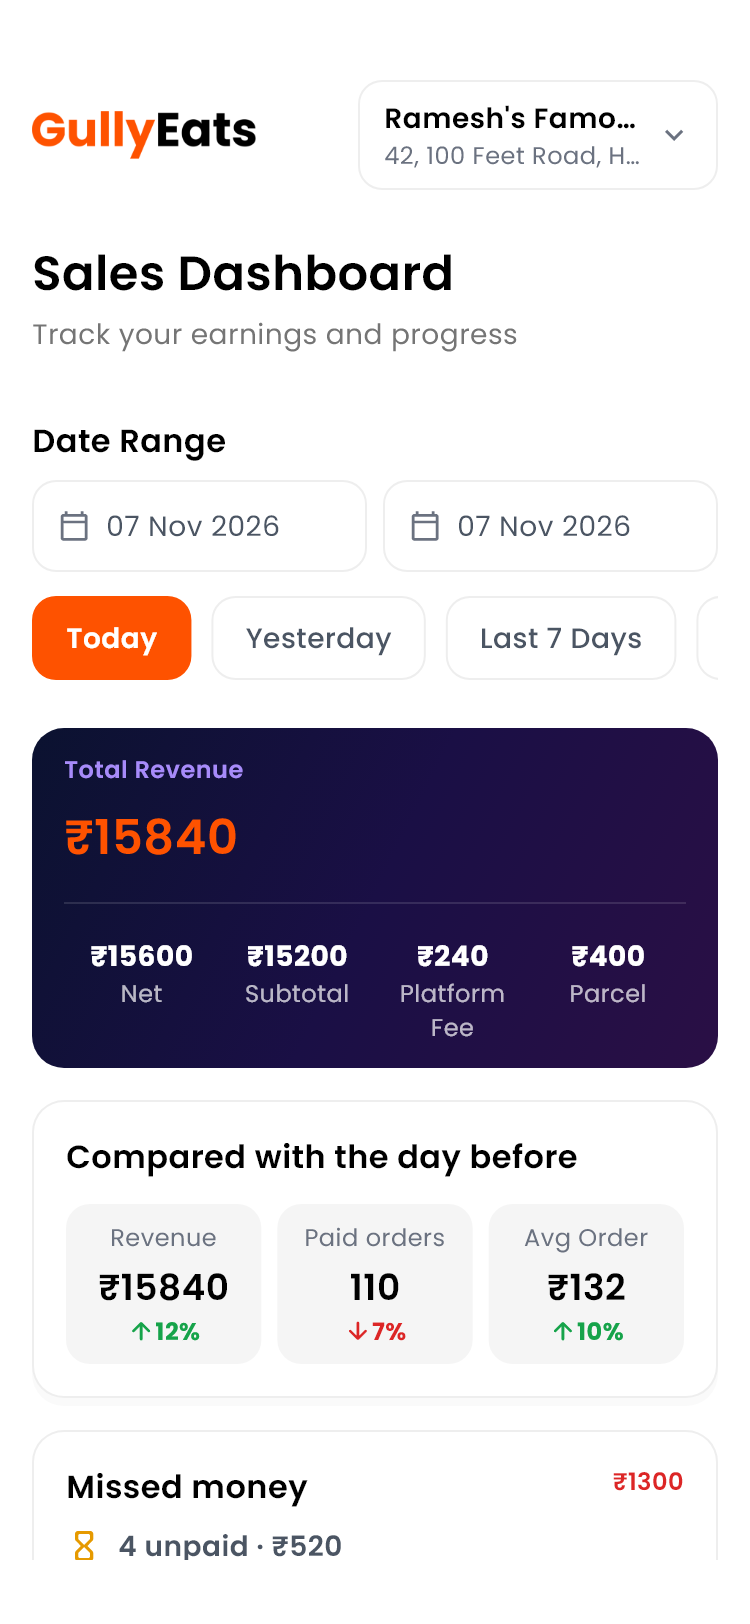 GullyEats
Ramesh's Famo...
42, 100 Feet Road, H...
Sales Dashboard
Track your earnings and progress
Date Range
07 Nov 2026
07 Nov 2026
Today
Yesterday
Last 7 Days
Total Revenue
₹15840
₹15600
Net
₹15200
Subtotal
₹240
Platform
Fee
₹400
Parcel
Compared with the day before
Revenue
₹15840
↑12%
Paid orders
110
↓7%
Avg Order
₹132
↑10%
Missed money
₹1300
4 unpaid · ₹520